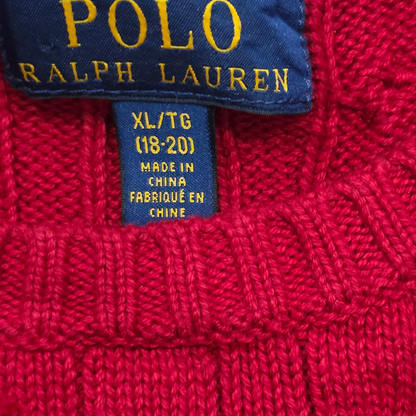 POLO
RALPH LAUREN
XL/TG
(18-20)
MADE IN
CHINA
FABRIQUÉ EN
CHINE